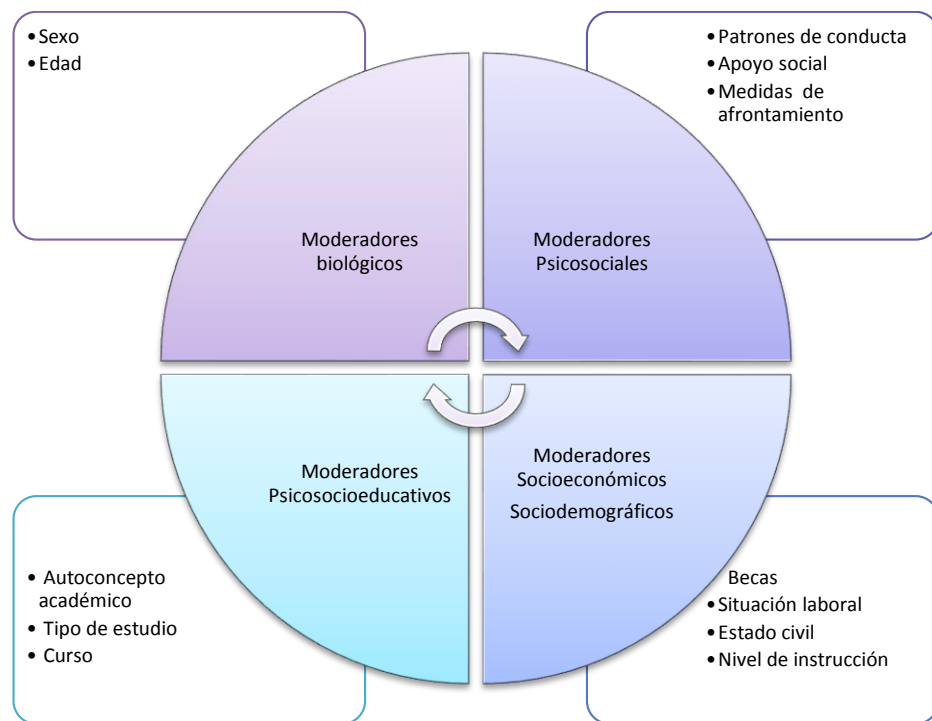 •Sexo
•Edad
•Patrones de conducta
•Apoyo social
•Medidas de
afrontamiento
Moderadores
biológicos
Moderadores
Psicosociales
Moderadores
Psicosocioeducativos
Moderadores
Socioeconómicos
Sociodemográficos
• Autoconcepto
académico
• Tipo de estudio
• Curso
Becas
•Situación laboral
•Estado civil
•Nivel de instrucción